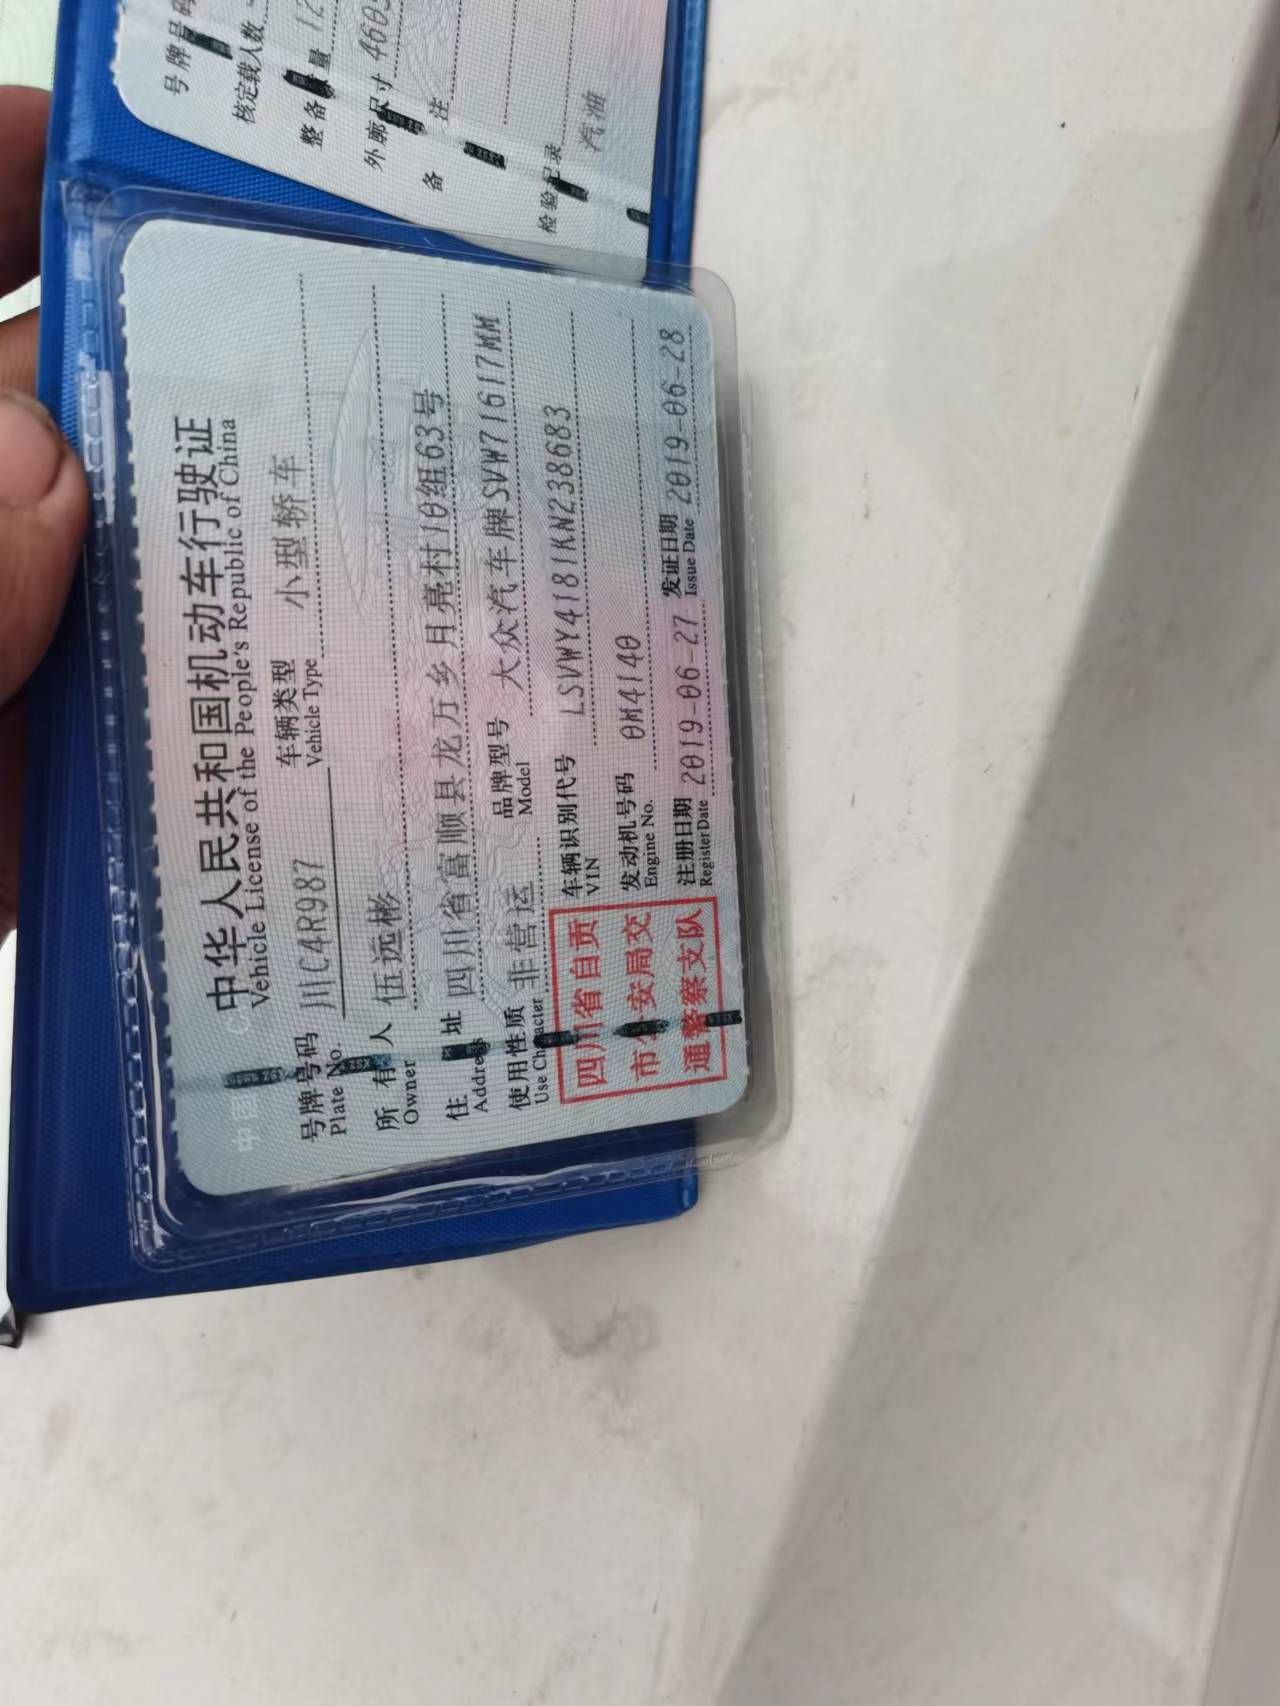 中华人民共和国机动车行驶证
Vehicle License of the People's Republic of China
号牌号码 川C4R987 车辆类型 小型轿车
Plate No. Vehicle Type
所有人 伍远彬
Owner
住址 四川省富顺县龙万乡月亮村10组63号
Address
使用性质 非营运 品牌型号 大众汽车牌SVW71617MM
Use Character Model
四川省自贡
市公安局交
通警察支队
车辆识别代号 LSVWY4181KN238683
VIN
发动机号码 0M4140
Engine No.
注册日期 2019-06-27 发证日期 2019-06-28
Register Date Issue Date
号牌号码
核定载人数
整备质量 12
外廓尺寸 4605
备注
检验记录
汽油